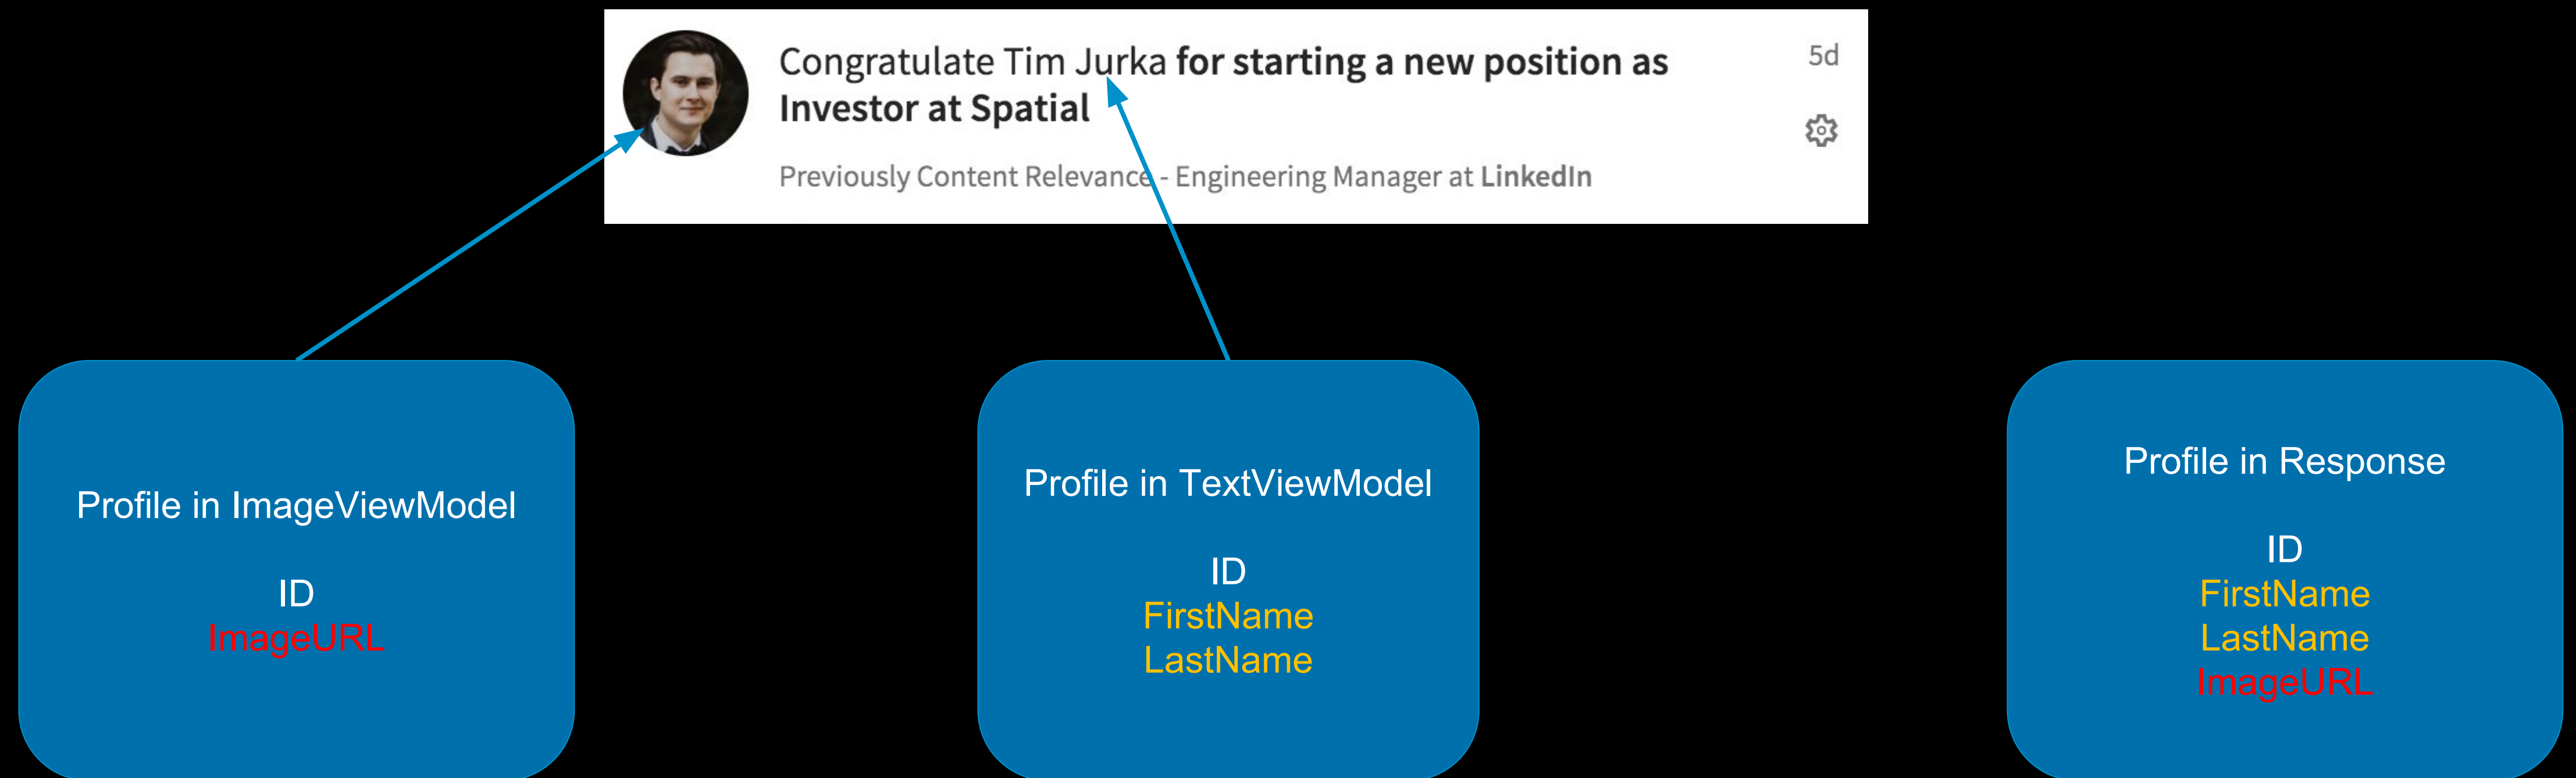 Congratulate Tim Jurka for starting a new position as
Investor at Spatial
5d
Previously Content Relevance - Engineering Manager at LinkedIn
Profile in ImageViewModel
ID
ImageURL
Profile in TextViewModel
ID
FirstName
LastName
Profile in Response
ID
FirstName
LastName
ImageURL